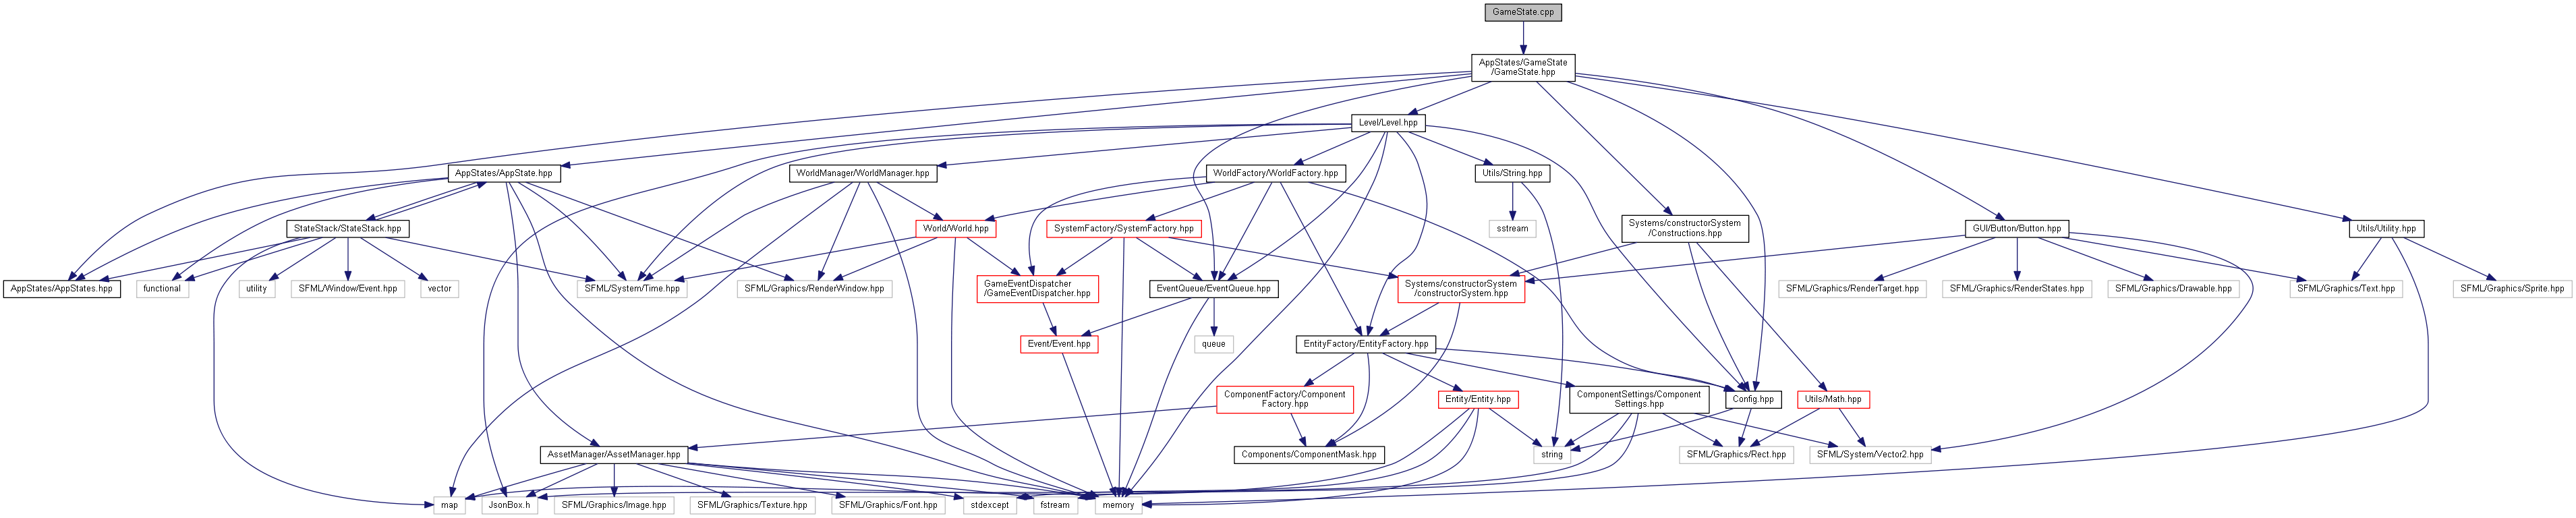 GameState.cpp
AppStates/GameState
/GameState.hpp
Level/Level.hpp
AppStates/AppState.hpp
WorldManager/WorldManager.hpp
WorldFactory/WorldFactory.hpp
Utils/String.hpp
StateStack/StateStack.hpp
World/World.hpp
SystemFactory/SystemFactory.hpp
sstream
Systems/constructorSystem
/Constructions.hpp
GUI/Button/Button.hpp
Utils/Utility.hpp
AppStates/AppStates.hpp
functional
utility
SFML/Window/Event.hpp
vector
SFML/System/Time.hpp
SFML/Graphics/RenderWindow.hpp
GameEventDispatcher
/GameEventDispatcher.hpp
EventQueue/EventQueue.hpp
Systems/constructorSystem
/constructorSystem.hpp
SFML/Graphics/RenderTarget.hpp
SFML/Graphics/RenderStates.hpp
SFML/Graphics/Drawable.hpp
SFML/Graphics/Text.hpp
SFML/Graphics/Sprite.hpp
Event/Event.hpp
queue
EntityFactory/EntityFactory.hpp
ComponentFactory/Component
Factory.hpp
Entity/Entity.hpp
ComponentSettings/Component
Settings.hpp
Config.hpp
Utils/Math.hpp
AssetManager/AssetManager.hpp
Components/ComponentMask.hpp
string
SFML/Graphics/Rect.hpp
SFML/System/Vector2.hpp
map
JsonBox.h
SFML/Graphics/Image.hpp
SFML/Graphics/Texture.hpp
SFML/Graphics/Font.hpp
stdexcept
fstream
memory